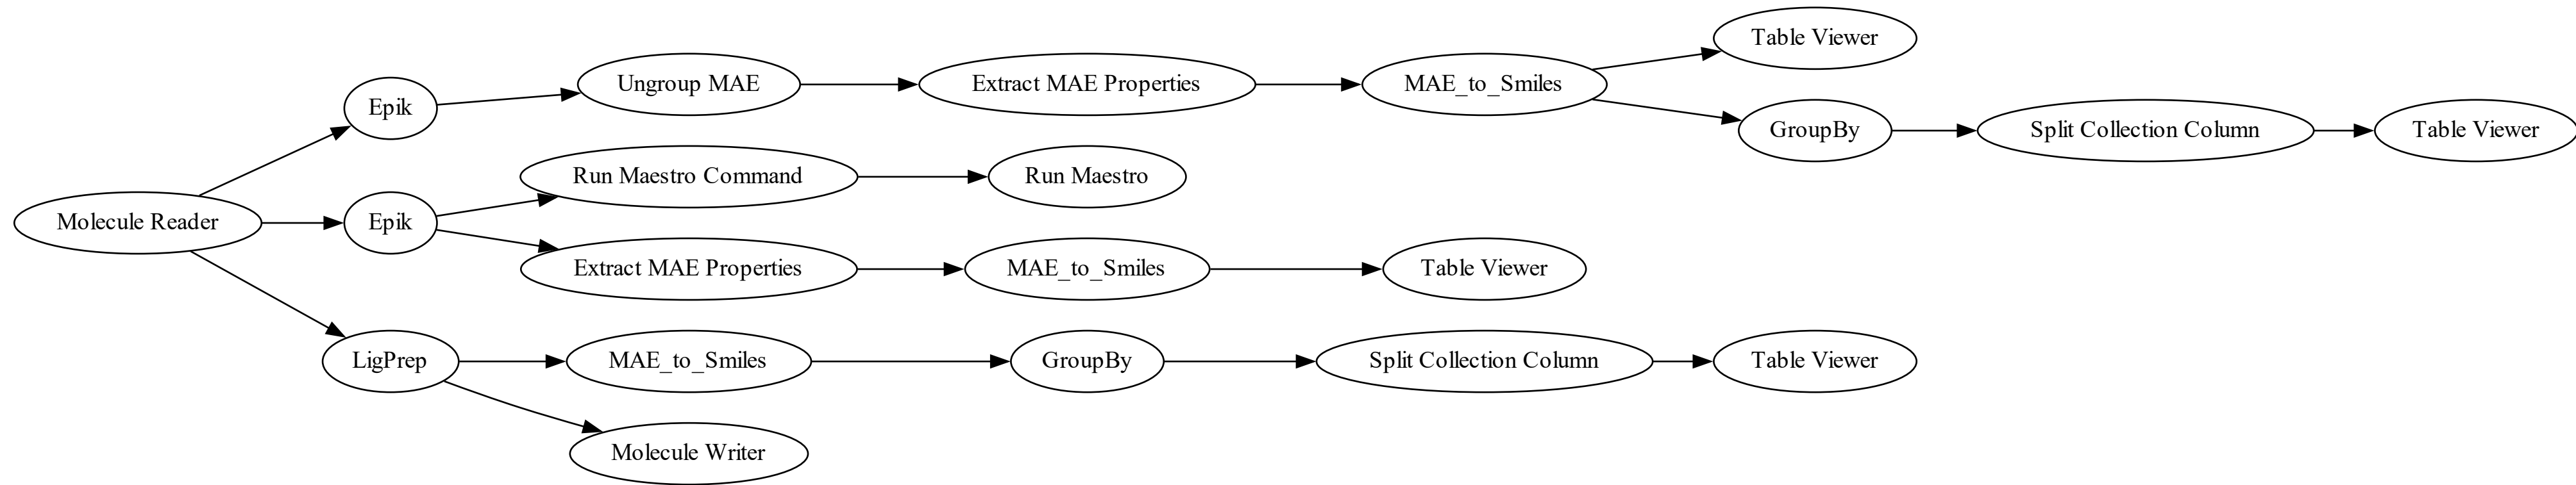 Table Viewer
Ungroup MAE
Extract MAE Properties
MAE_to_Smiles
Epik
GroupBy
Split Collection Column
Table Viewer
Run Maestro Command
Run Maestro
Molecule Reader
Epik
Extract MAE Properties
MAE_to_Smiles
Table Viewer
LigPrep
MAE_to_Smiles
GroupBy
Split Collection Column
Table Viewer
Molecule Writer